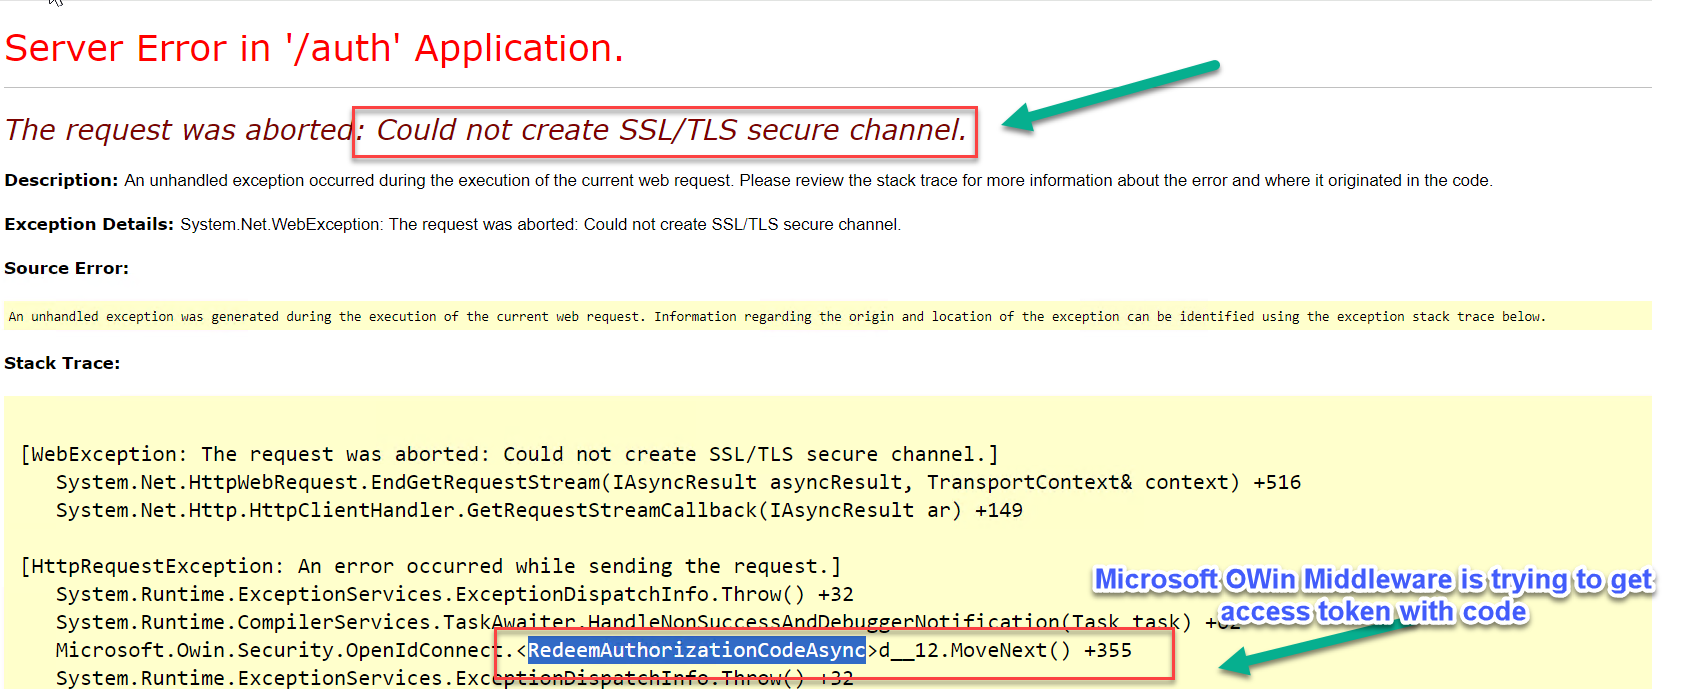 Server Error in '/auth' Application.
The request was aborted: Could not create SSL/TLS secure channel.
Description: An unhandled exception occurred during the execution of the current web request. Please review the stack trace for more information about the error and where it originated in the code.
Exception Details: System.Net.WebException: The request was aborted: Could not create SSL/TLS secure channel.
Source Error:
An unhandled exception was generated during the execution of the current web request. Information regarding the origin and location of the exception can be identified using the exception stack trace below.
Stack Trace:
[WebException: The request was aborted: Could not create SSL/TLS secure channel.]
System.Net.HttpWebRequest.EndGetRequestStream(IAsyncResult asyncResult, TransportContext& context) +516
System.Net.Http.HttpClientHandler.GetRequestStreamCallback(IAsyncResult ar) +149
[HttpRequestException: An error occurred while sending the request.]
System.Runtime.ExceptionServices.ExceptionDispatchInfo.Throw() +32
Microsoft OWin Middleware is trying to get
access token with code
System.Runtime.CompilerServices.TaskAwaiter.HandleNonSuccessAndDebuggerNotification(Task task) +62
Microsoft.Owin.Security.OpenIdConnect.<RedeemAuthorizationCodeAsync>d__12.MoveNext() +355
System.Runtime.ExceptionServices.ExceptionDispatchInfo.Throw() +32